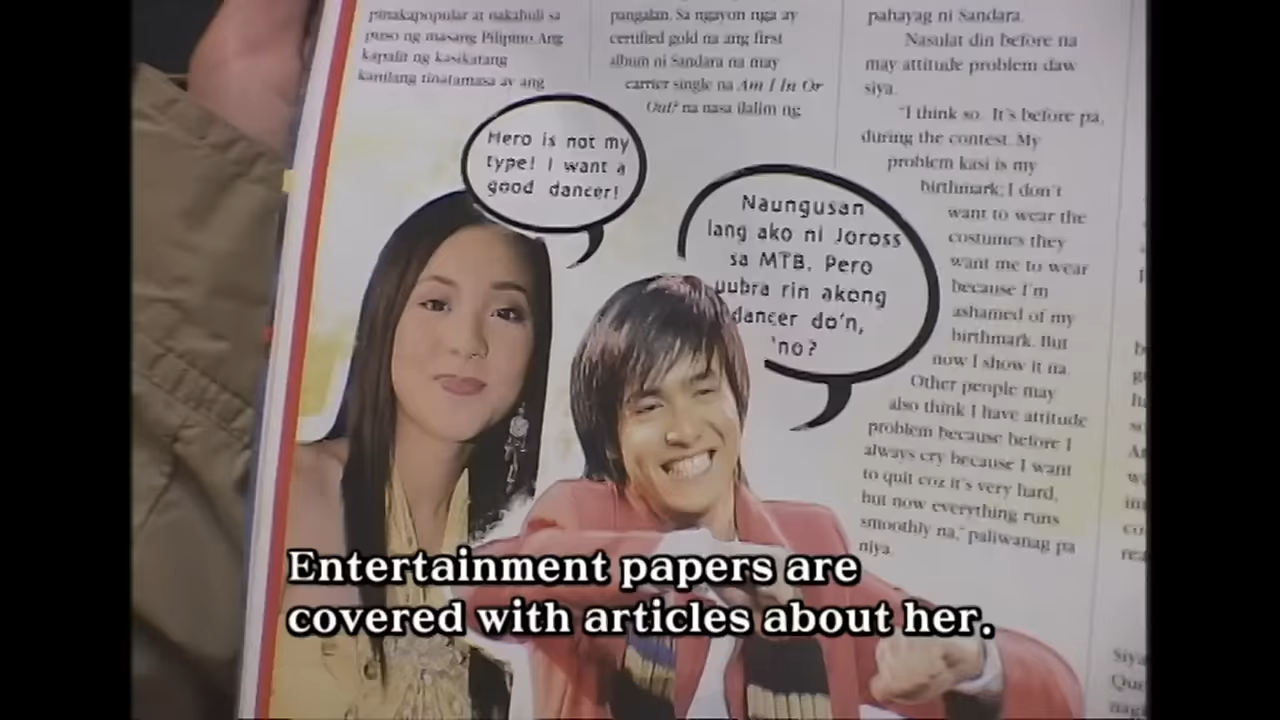 pinakapopular at nakahuli sa
puso ng masang Pilipino. Ang
kapalit ng kasikatang
kanilang tinatamasa ay ang
pangalan. Sa ngayon nga ay
certified gold na ang first
album ni Sandara na may
carrier single na Am I In Or
Out? na nasa ilalim ng
pahayag ni Sandara.
Nasulat din before na
may attitude problem daw
siya.
"I think so. It's before pa,
during the contest. My
problem kasi is my
birthmark; I don't
want to wear the
costumes they
want me to wear
because I'm
ashamed of my
birthmark. But
now I show it na.
Other people may
also think I have attitude
problem because before I
always cry because I want
to quit coz it's very hard,
but now everything runs
smoothly na," paliwanag pa
niya.
Hero is not my
type! I want a
good dancer!
Naungusan
lang ako ni Joross
sa MTB. Pero
uubra rin akong
dancer do'n,
'no?
Entertainment papers are
covered with articles about her.